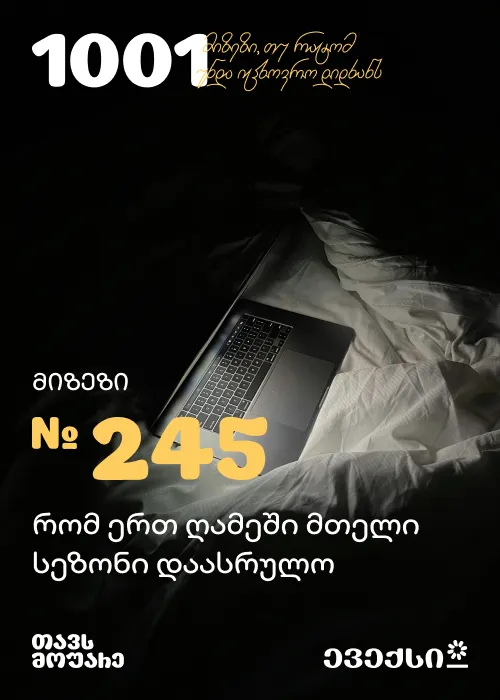 1001 მიზეზი, თუ რატომ
უნდა იცხოვრო დიდხანს
მიზეზი
№ 245
რომ ერთ ღამეში მთელი
სეზონი დაასრულო
თავს
მოუარე
ევექსი